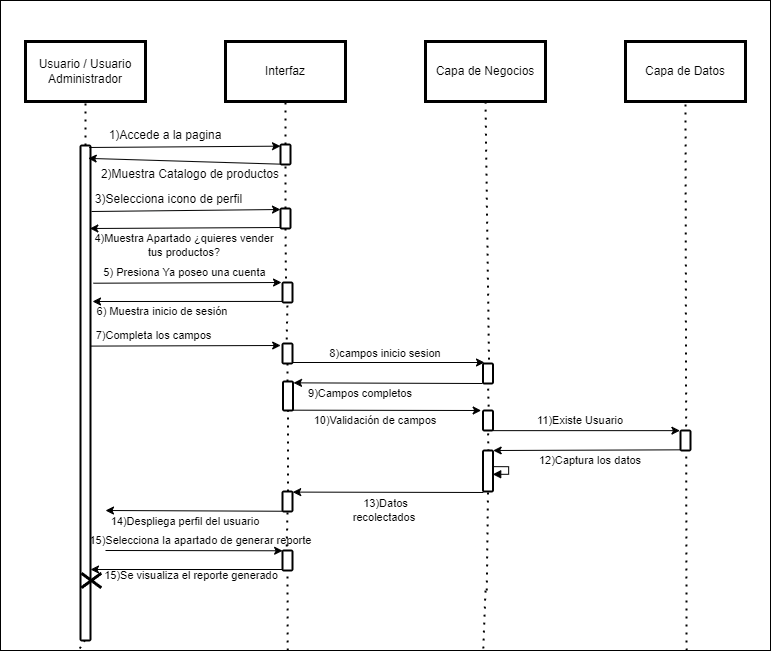 Usuario / Usuario
Administrador
Interfaz
Capa de Negocios
Capa de Datos
1)Accede a la pagina
2)Muestra Catalogo de productos
3)Selecciona icono de perfil
4)Muestra Apartado ¿quieres vender
tus productos?
5) Presiona Ya poseo una cuenta
6) Muestra inicio de sesión
7)Completa los campos
8)campos inicio sesion
9)Campos completos
10)Validación de campos
11)Existe Usuario
12)Captura los datos
13)Datos
recolectados
14)Despliega perfil del usuario
15)Selecciona la apartado de generar reporte
15)Se visualiza el reporte generado